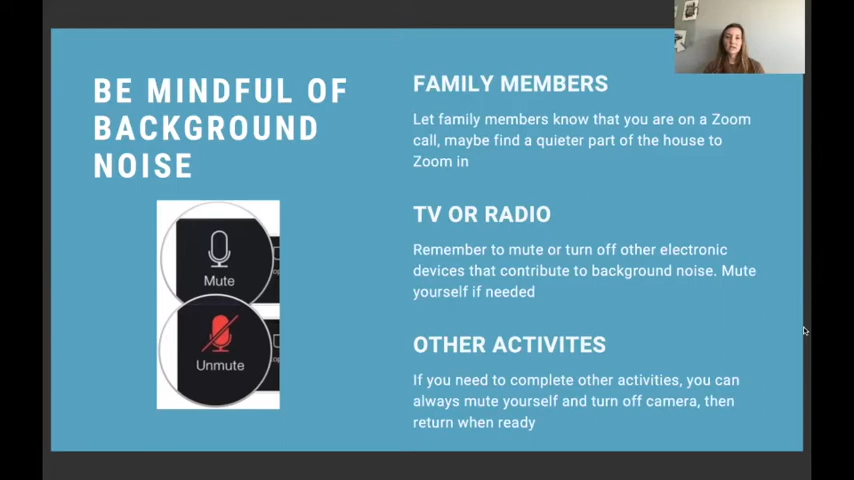 BE MINDFUL OF
BACKGROUND
NOISE
Mute
Unmute
FAMILY MEMBERS
Let family members know that you are on a Zoom
call, maybe find a quieter part of the house to
Zoom in
TV OR RADIO
Remember to mute or turn off other electronic
devices that contribute to background noise. Mute
yourself if needed
OTHER ACTIVITES
If you need to complete other activities, you can
always mute yourself and turn off camera, then
return when ready